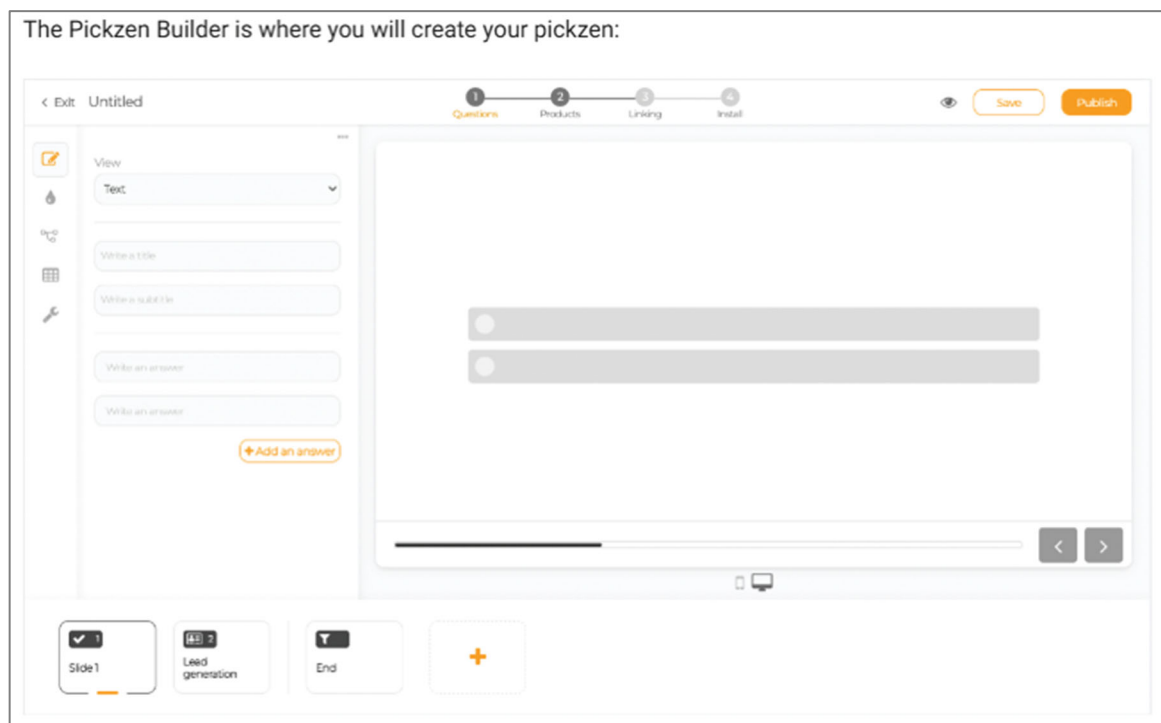 The Pickzen Builder is where you will create your pickzen:
< Exit Untitled
1 2 3 4
Questions Products Linking Install
Save Publish
View
Text
Write a title
Write a subtitle
Write an answer
Write an answer
+ Add an answer
1
Slide 1
2
Lead
generation
End
+